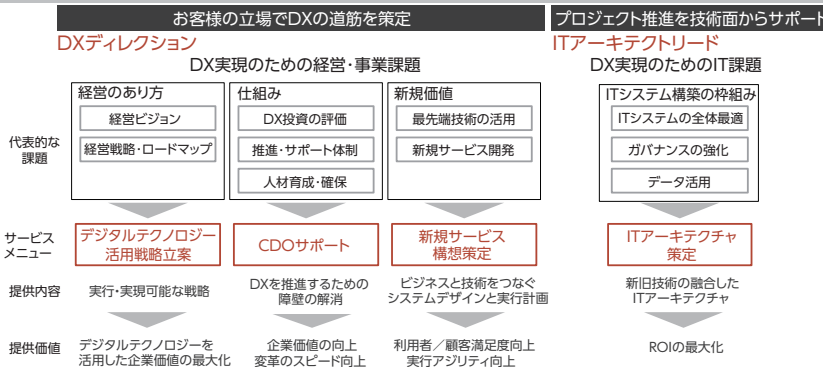 お客様の立場でDXの道筋を策定
プロジェクト推進を技術面からサポート
DXディレクション
ITアーキテクトリード
DX実現のための経営・事業課題
DX実現のためのIT課題
代表的な
課題
経営のあり方
経営ビジョン
経営戦略・ロードマップ
仕組み
DX投資の評価
推進・サポート体制
人材育成・確保
新規価値
最先端技術の活用
新規サービス開発
ITシステム構築の枠組み
ITシステムの全体最適
ガバナンスの強化
データ活用
サービス
メニュー
デジタルテクノロジー
活用戦略立案
CDOサポート
新規サービス
構想策定
ITアーキテクチャ
策定
提供内容
実行・実現可能な戦略
DXを推進するための
障壁の解消
ビジネスと技術をつなぐ
システムデザインと実行計画
新旧技術の融合した
ITアーキテクチャ
提供価値
デジタルテクノロジーを
活用した企業価値の最大化
企業価値の向上
変革のスピード向上
利用者／顧客満足度向上
実行アジリティ向上
ROIの最大化